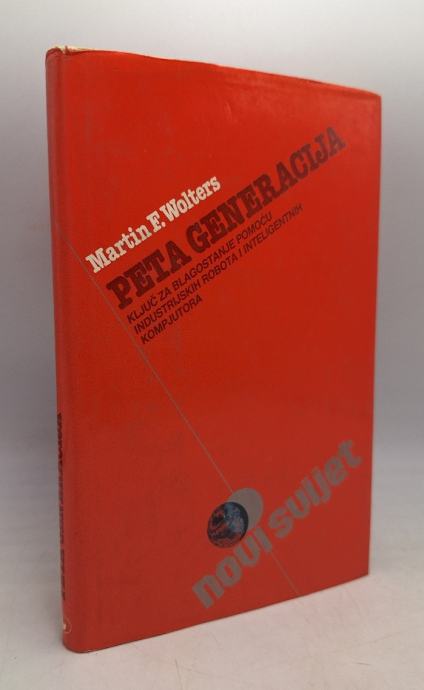 Martin F. Wolters
PETA GENERACIJA
KLJUČ ZA BLAGOSTANJE POMOĆU
INDUSTRIJSKIH ROBOTA I INTELIGENTNIH
KOMPJUTORA
novi svijet